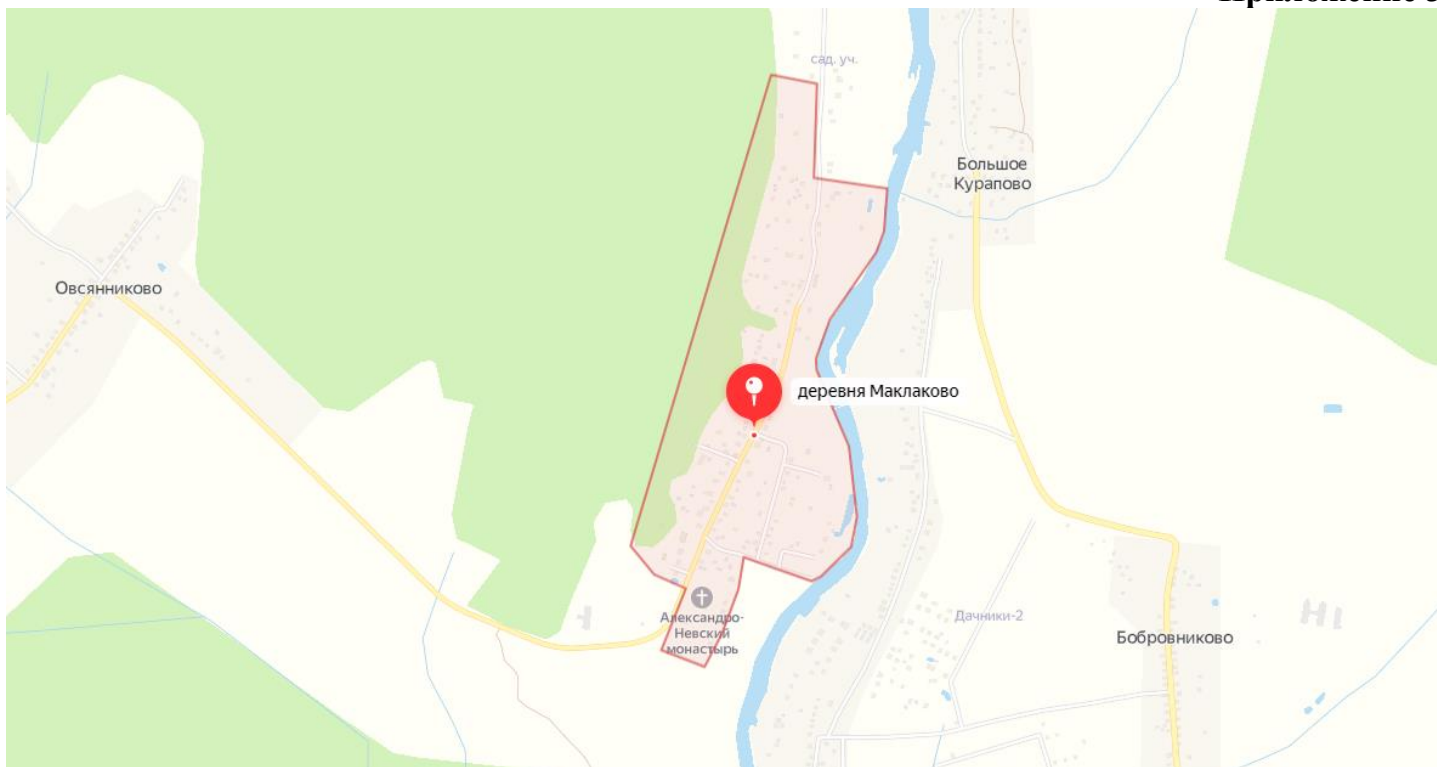 сад. уч.
Большое
Курапово
Овсянниково
деревня Маклаково
Александро-
Невский
монастырь
Дачники-2
Бобровниково